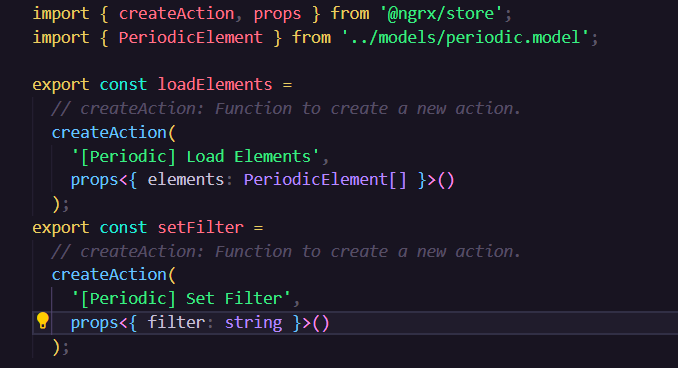 import { createAction, props } from '@ngrx/store';
import { PeriodicElement } from '../models/periodic.model';

export const loadElements =
  // createAction: Function to create a new action.
  createAction(
    '[Periodic] Load Elements',
    props<{ elements: PeriodicElement[] }>()
  );
export const setFilter =
  // createAction: Function to create a new action.
  createAction(
    '[Periodic] Set Filter',
    props<{ filter: string }>()
  );